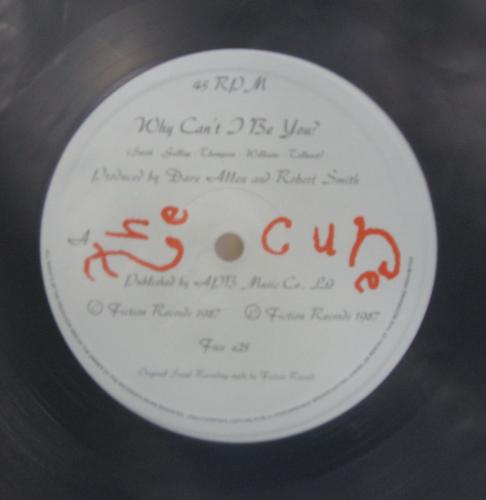 45 RPM
Why Can't I Be You?
(Smith · Gallup · Thompson · Williams · Tolhurst)
Produced by Dave Allen and Robert Smith
A
the cure
Published by APB Music Co., Ltd
© Fiction Records 1987 Ⓟ Fiction Records 1987
Fics 25
Original Sound Recording made by Fiction Records